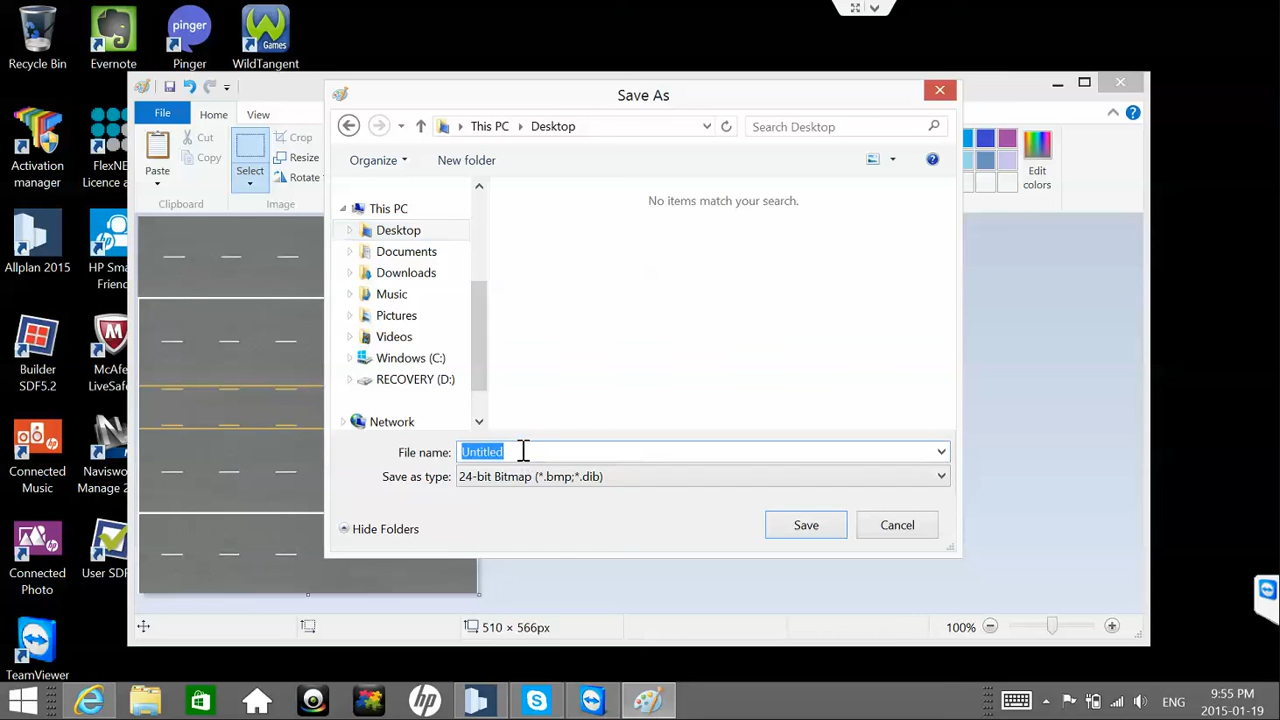 Recycle Bin
Evernote
pinger
Pinger
Games
WildTangent
Save As
File
Home
View
This PC
Desktop
Search Desktop
Paste
Cut
Copy
Select
Crop
Resize
Rotate
Edit
colors
Clipboard
Image
Organize
New folder
No items match your search.
This PC
Desktop
Documents
Downloads
Music
Pictures
Videos
Windows (C:)
RECOVERY (D:)
Network
File name:
Untitled
Save as type:
24-bit Bitmap (*.bmp;*.dib)
Hide Folders
Save
Cancel
Activation
manager
FlexNE
Licence a
Allplan 2015
HP Sma
Friend
Builder
SDF5.2
McAf
LiveSafe
Connected
Music
Naviswo
Manage 2
Connected
Photo
User SDF
TeamViewer
510 × 566px
100%
hp
ENG
9:55 PM
2015-01-19